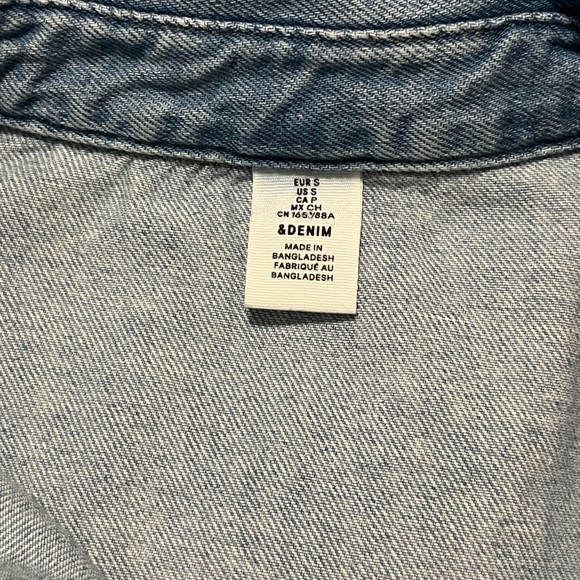 EUR S
US S
CA P
MX CH
CN 165/88A
&DENIM
MADE IN
BANGLADESH
FABRIQUÉ AU
BANGLADESH